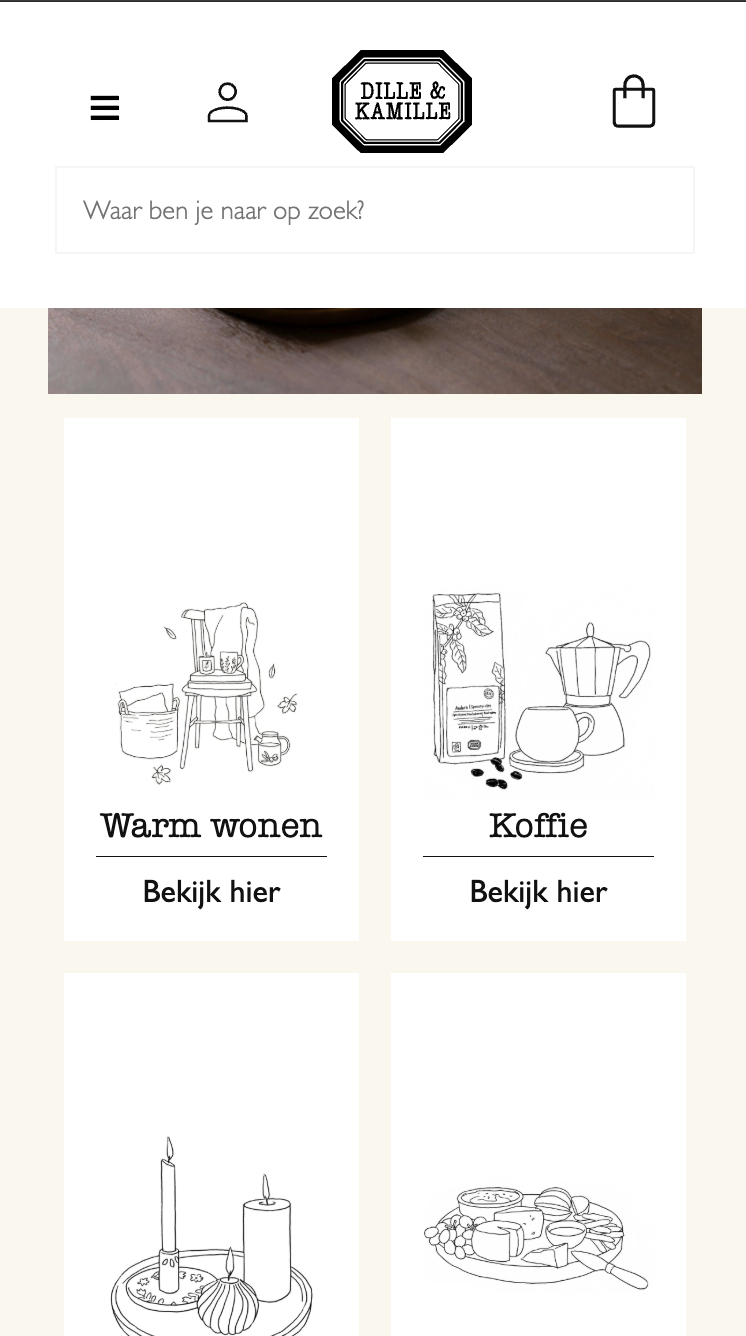 DILLE &
KAMILLE
Waar ben je naar op zoek?
Warm wonen
Koffie
Bekijk hier
Bekijk hier